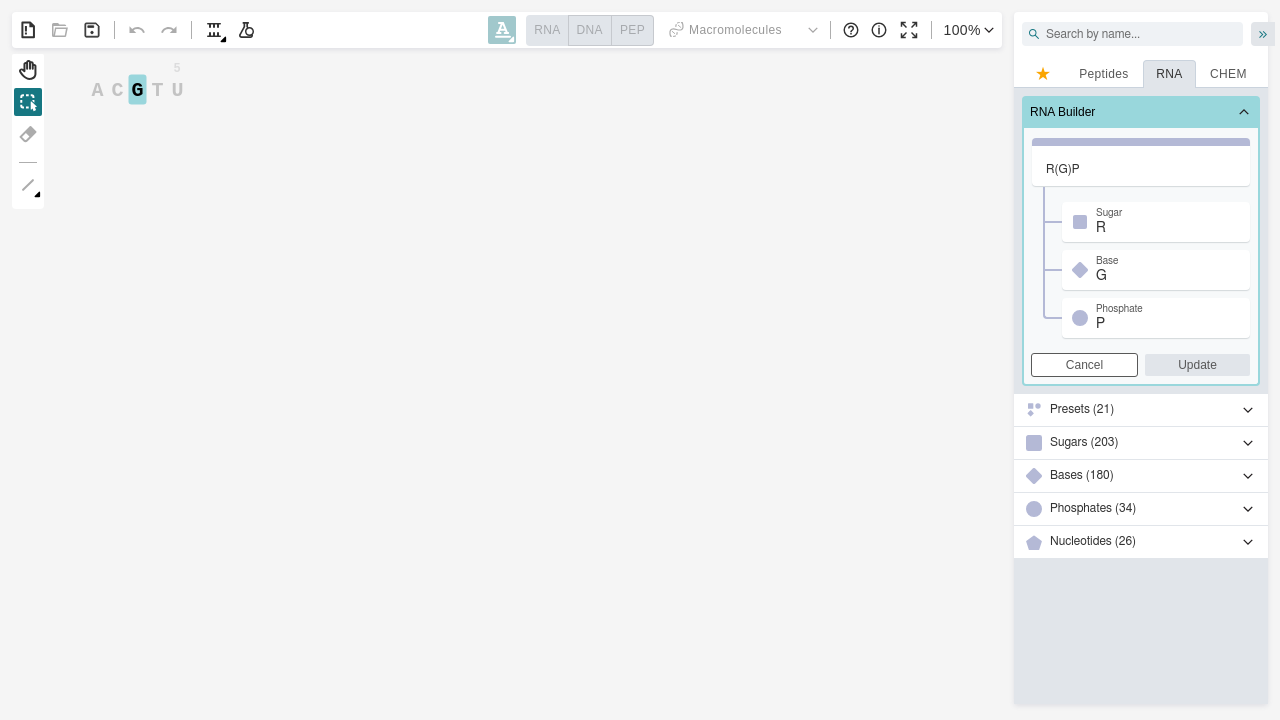 A RNA DNA PEP Macromolecules 100%
Search by name...
Peptides RNA CHEM
5
A C G T U
RNA Builder
R(G)P
Sugar
R
Base
G
Phosphate
P
Cancel Update
Presets (21)
Sugars (203)
Bases (180)
Phosphates (34)
Nucleotides (26)